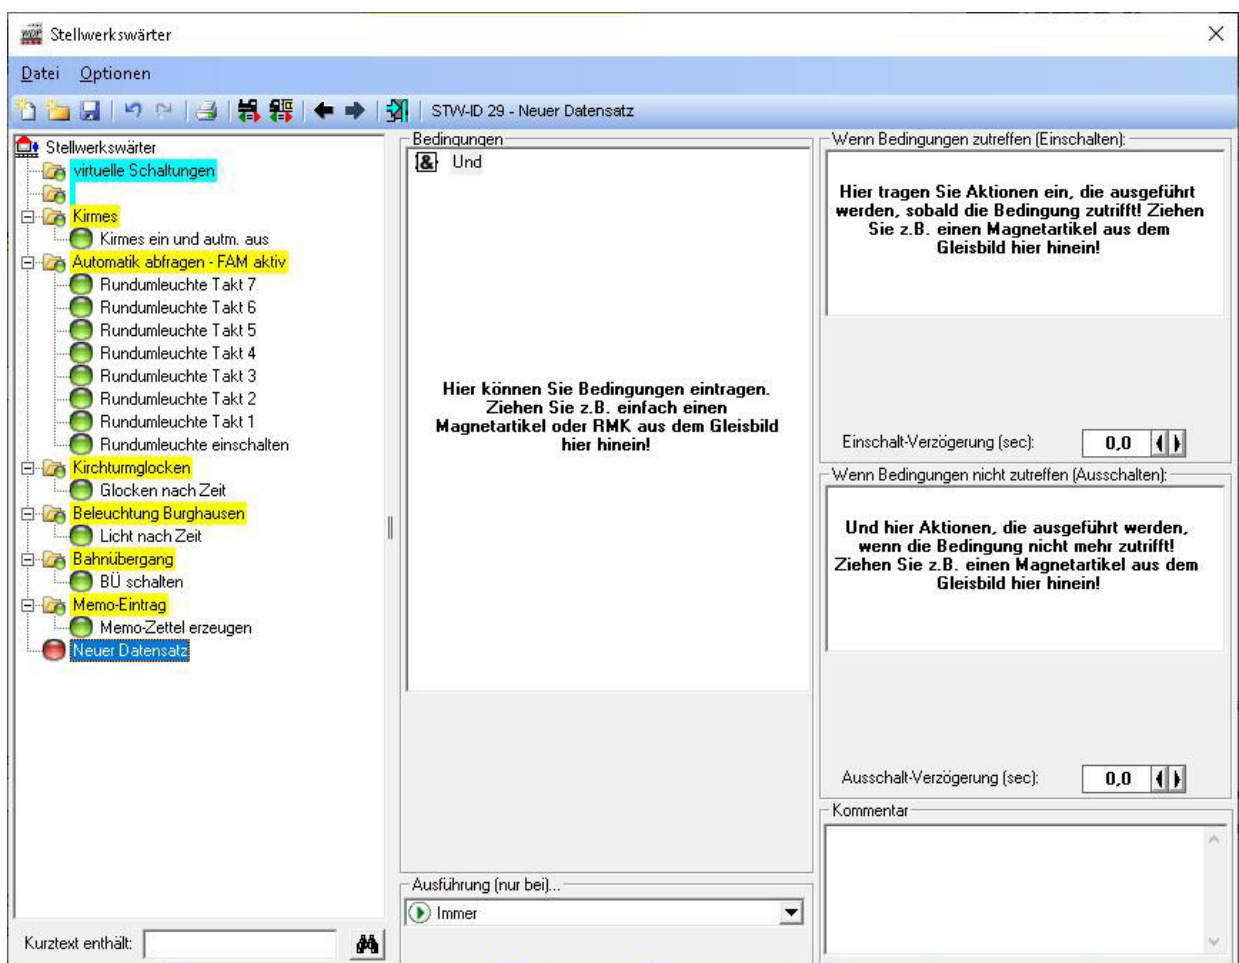 Stellwerkswärter
Datei Optionen
STW-ID 29 - Neuer Datensatz
Stellwerkswärter
virtuelle Schaltungen
Kirmes
Kirmes ein und autm. aus
Automatik abfragen - FAM aktiv
Rundumleuchte Takt 7
Rundumleuchte Takt 6
Rundumleuchte Takt 5
Rundumleuchte Takt 4
Rundumleuchte Takt 3
Rundumleuchte Takt 2
Rundumleuchte Takt 1
Rundumleuchte einschalten
Kirchturmglocken
Glocken nach Zeit
Beleuchtung Burghausen
Licht nach Zeit
Bahnübergang
BÜ schalten
Memo-Eintrag
Memo-Zettel erzeugen
Neuer Datensatz
Kurztext enthält:
Bedingungen
& Und
Hier können Sie Bedingungen eintragen.
Ziehen Sie z.B. einfach einen
Magnetartikel oder RMK aus dem Gleisbild
hier hinein!
Ausführung (nur bei)...
Immer
Wenn Bedingungen zutreffen (Einschalten):
Hier tragen Sie Aktionen ein, die ausgeführt
werden, sobald die Bedingung zutrifft! Ziehen
Sie z.B. einen Magnetartikel aus dem
Gleisbild hier hinein!
Einschalt-Verzögerung (sec): 0,0
Wenn Bedingungen nicht zutreffen (Ausschalten):
Und hier Aktionen, die ausgeführt werden,
wenn die Bedingung nicht mehr zutrifft!
Ziehen Sie z.B. einen Magnetartikel aus dem
Gleisbild hier hinein!
Ausschalt-Verzögerung (sec): 0,0
Kommentar